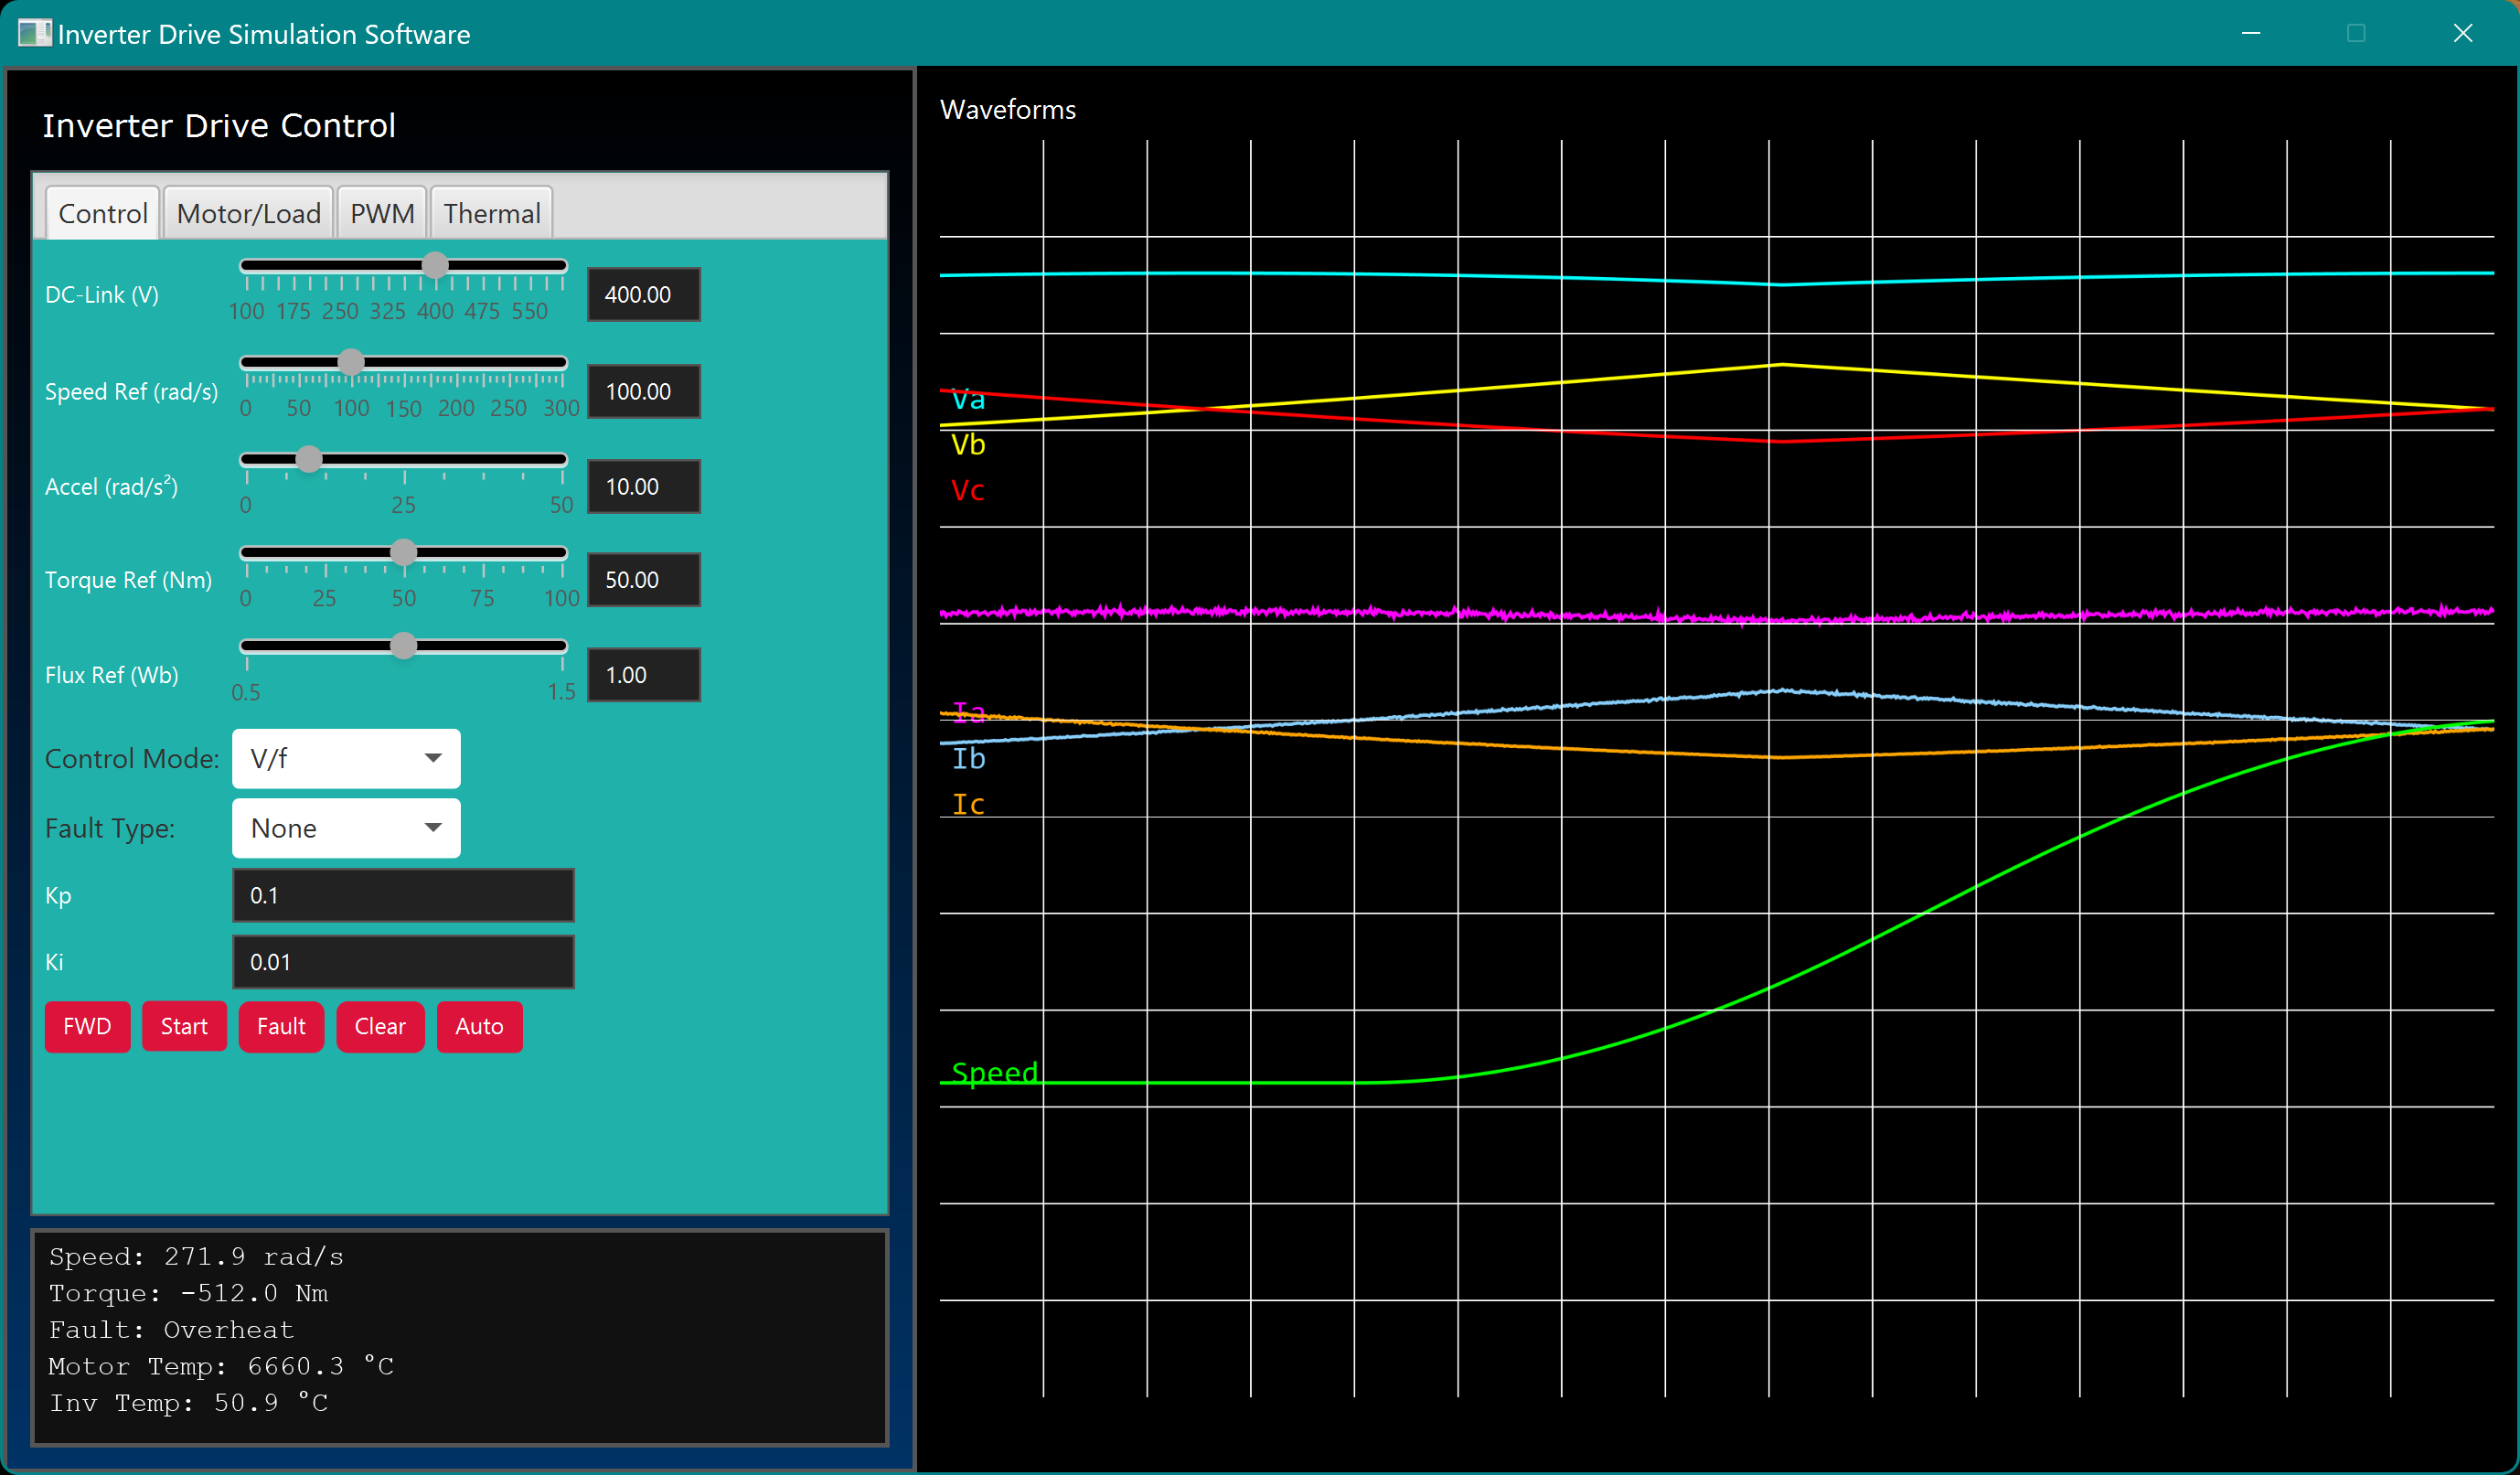 Inverter Drive Simulation Software
Inverter Drive Control
Control Motor/Load PWM Thermal
DC-Link (V)
100 175 250 325 400 475 550
400.00
Speed Ref (rad/s)
0 50 100 150 200 250 300
100.00
Accel (rad/s²)
0 25 50
10.00
Torque Ref (Nm)
0 25 50 75 100
50.00
Flux Ref (Wb)
0.5 1.5
1.00
Control Mode: V/f
Fault Type: None
Kp 0.1
Ki 0.01
FWD Start Fault Clear Auto
Speed: 271.9 rad/s
Torque: -512.0 Nm
Fault: Overheat
Motor Temp: 6660.3 °C
Inv Temp: 50.9 °C
Waveforms
Va
Vb
Vc
Ia
Ib
Ic
Speed